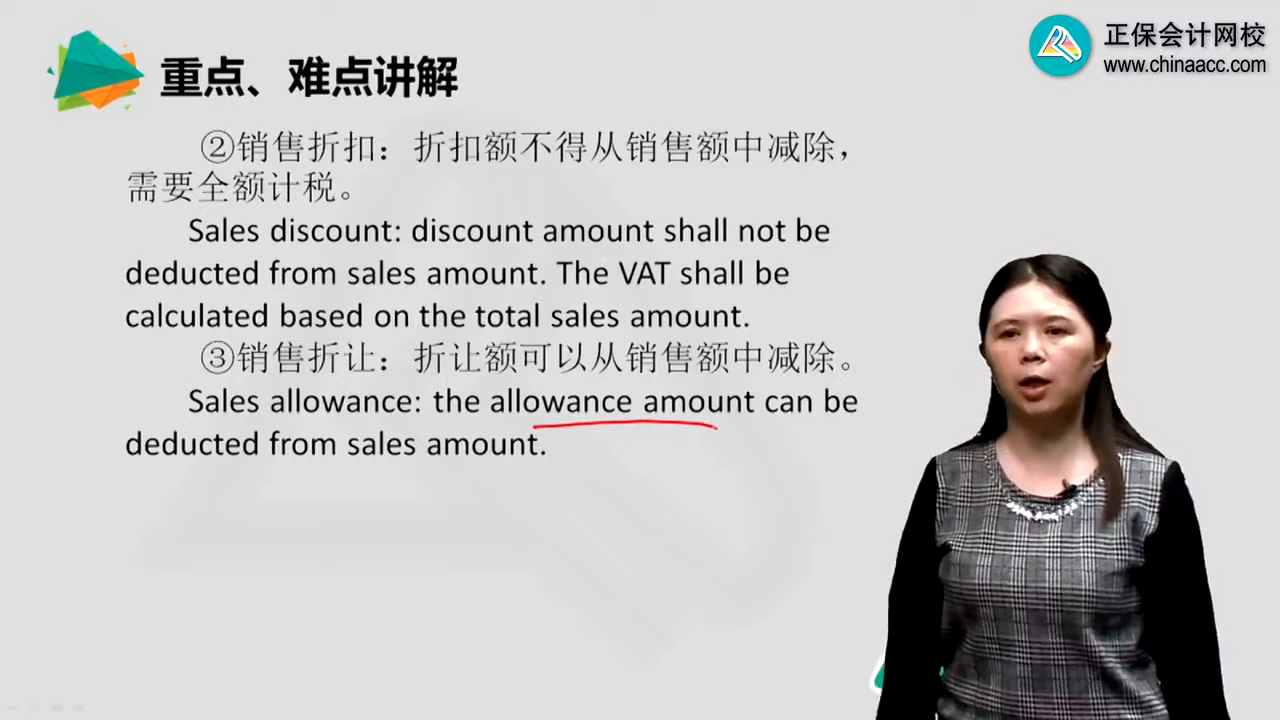 正保会计网校
www.chinaacc.com
重点、难点讲解
②销售折扣：折扣额不得从销售额中减除，
需要全额计税。
Sales discount: discount amount shall not be
deducted from sales amount. The VAT shall be
calculated based on the total sales amount.
③销售折让：折让额可以从销售额中减除。
Sales allowance: the allowance amount can be
deducted from sales amount.